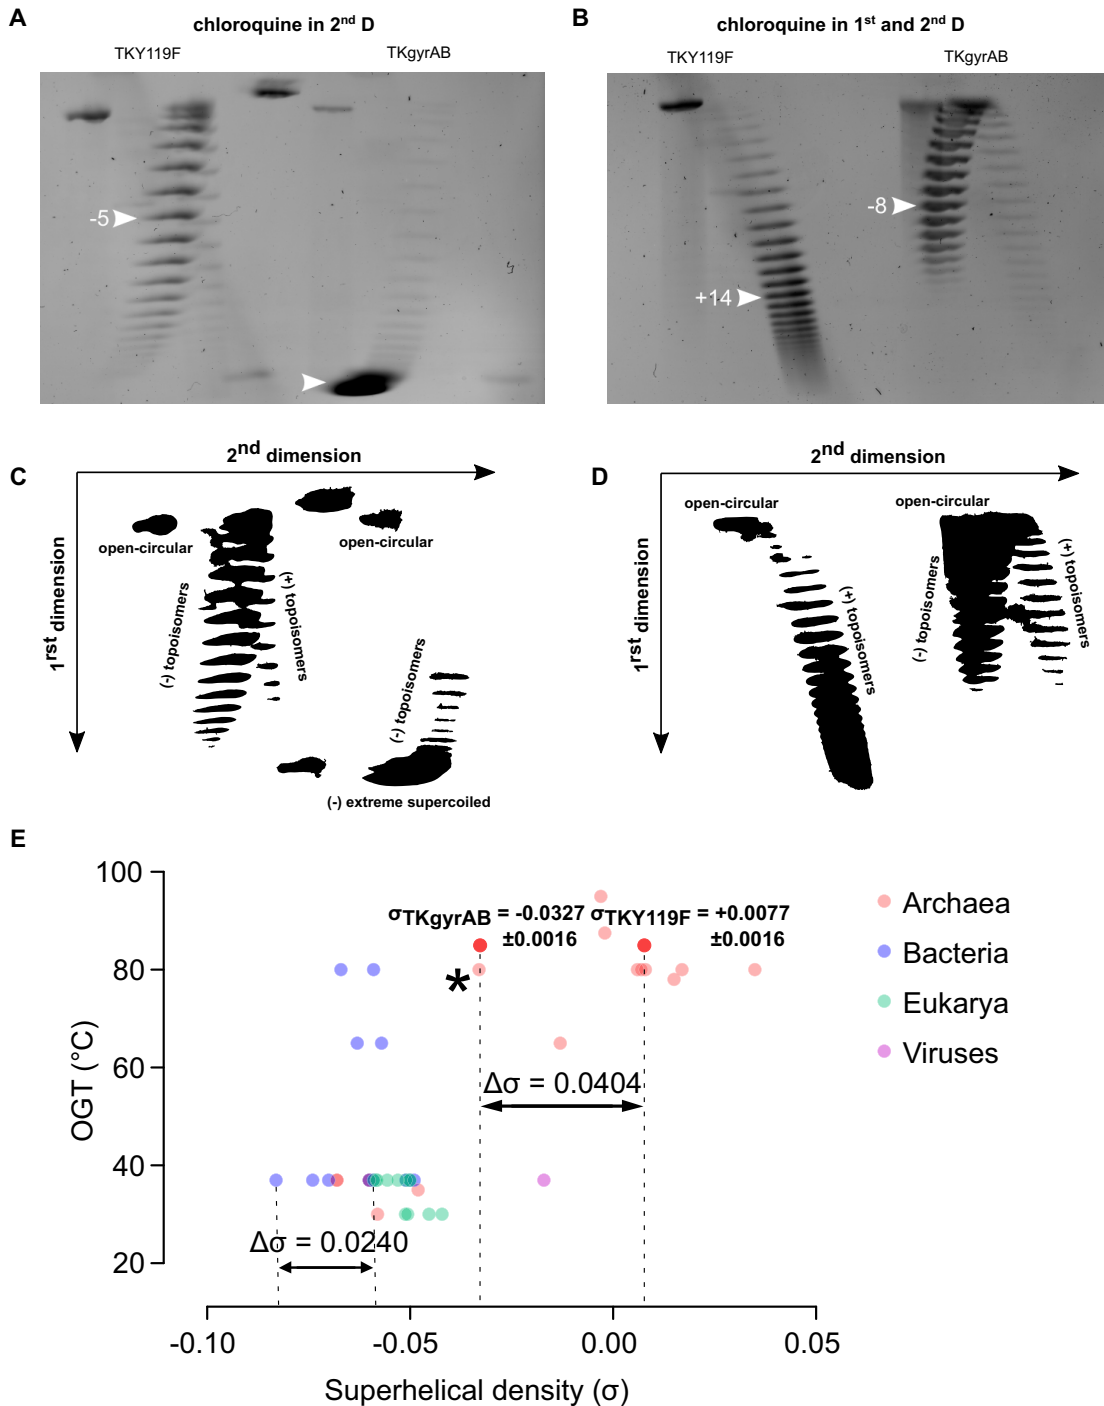 A
chloroquine in 2nd D
TKY119F
TKgyrAB
-5
B
chloroquine in 1st and 2nd D
TKY119F
TKgyrAB
-8
+14
C
2nd dimension
1rst dimension
open-circular
open-circular
(-) topoisomers
(+) topoisomers
(-) topoisomers
(-) extreme supercoiled
D
2nd dimension
1rst dimension
open-circular
open-circular
(+) topoisomers
(-) topoisomers
(+) topoisomers
E
OGT (°C)
100
80
60
40
20
σTKgyrAB = -0.0327
±0.0016
σTKY119F = +0.0077
±0.0016
*
Δσ = 0.0404
Δσ = 0.0240
Archaea
Bacteria
Eukarya
Viruses
-0.10
-0.05
0.00
0.05
Superhelical density (σ)